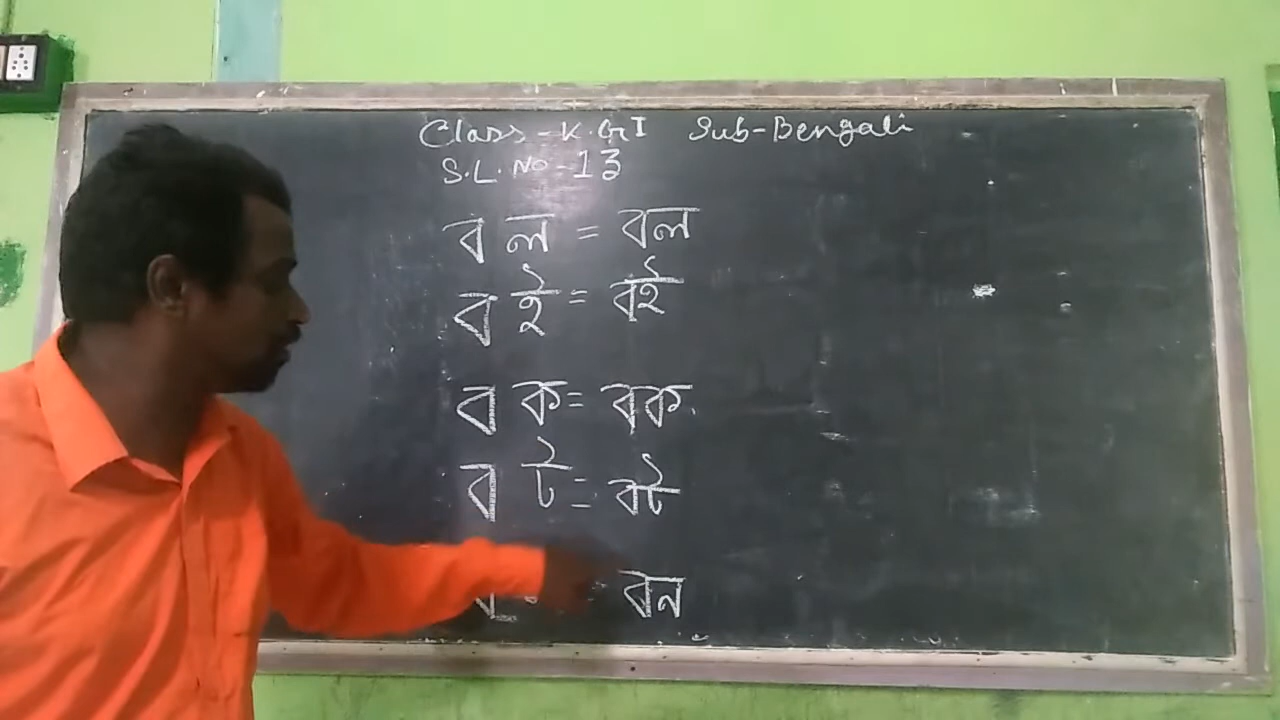 Class - K.G I Sub-Bengali
S.L. No - 13
ব ল = বল
ব ই = বই
ব ক = বক
ব ট = বট
ব = বন